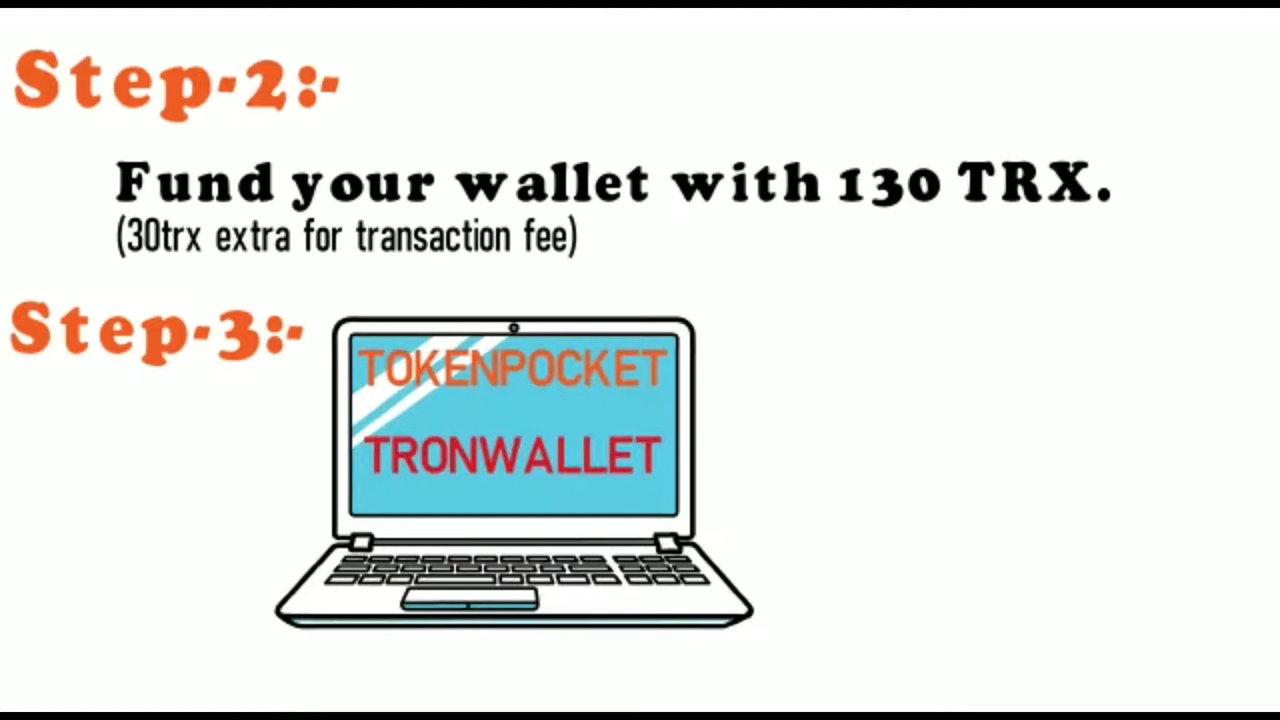 Step-2:-
Fund your wallet with 130 TRX.
(30trx extra for transaction fee)
Step-3:-
TOKENPOCKET
TRONWALLET